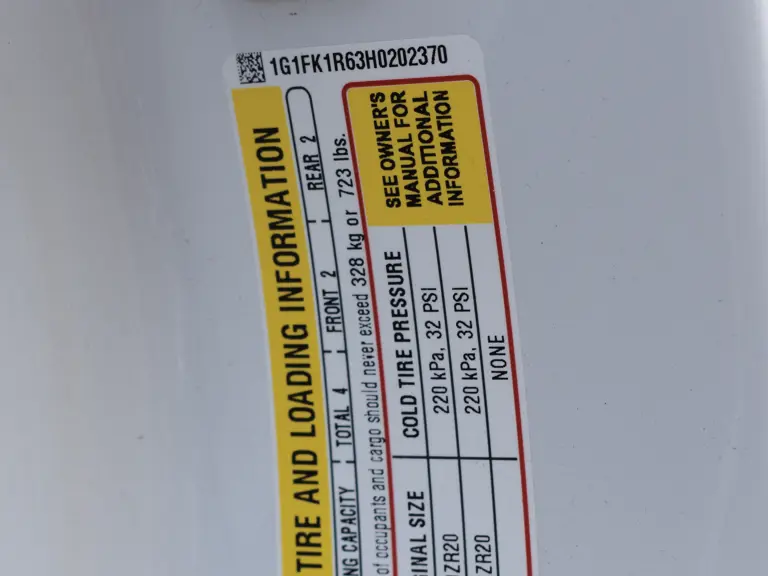 1G1FK1R63H0202370
TIRE AND LOADING INFORMATION
CAPACITY TOTAL 4 FRONT 2 REAR 2
of occupants and cargo should never exceed 328 kg or 723 lbs.
SIZE COLD TIRE PRESSURE
SEE OWNER'S
MANUAL FOR
ADDITIONAL
INFORMATION
ZR20 220 kPa, 32 PSI
ZR20 220 kPa, 32 PSI
NONE